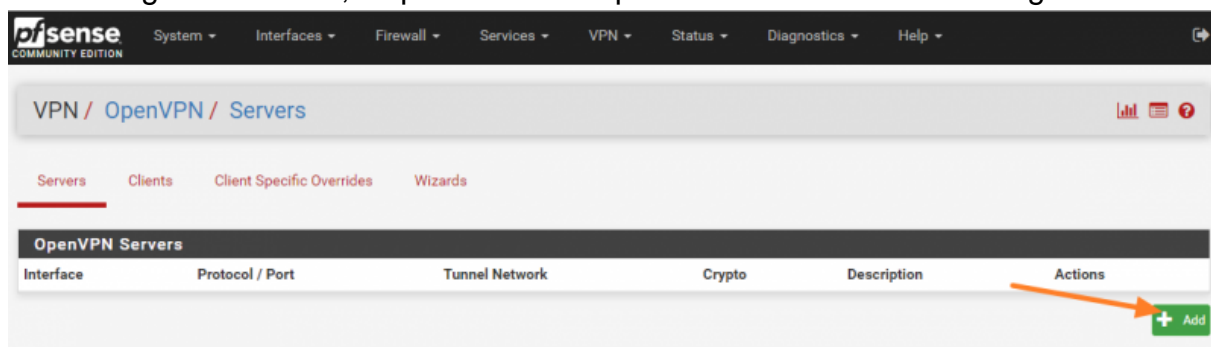 pfsense
COMMUNITY EDITION
System Interfaces Firewall Services VPN Status Diagnostics Help
VPN / OpenVPN / Servers
Servers Clients Client Specific Overrides Wizards
OpenVPN Servers
Interface Protocol / Port Tunnel Network Crypto Description Actions
+ Add